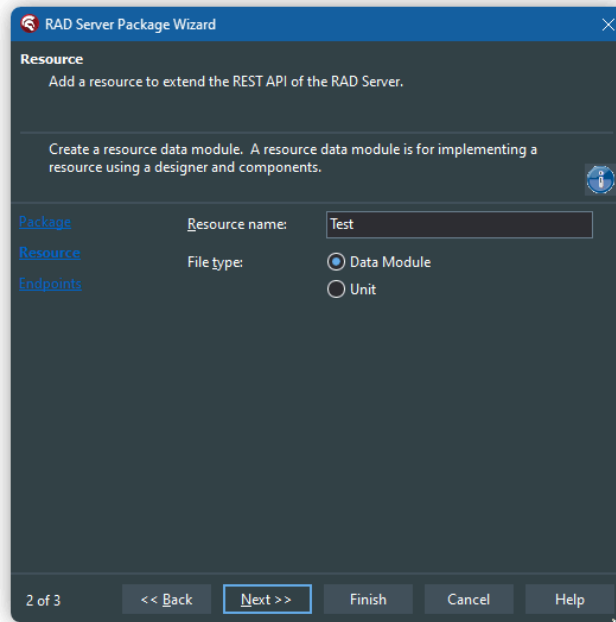 RAD Server Package Wizard
Resource
Add a resource to extend the REST API of the RAD Server.
Create a resource data module.  A resource data module is for implementing a
resource using a designer and components.
Package
Resource
Endpoints
Resource name:
Test
File type:
Data Module
Unit
2 of 3
<< Back
Next >>
Finish
Cancel
Help